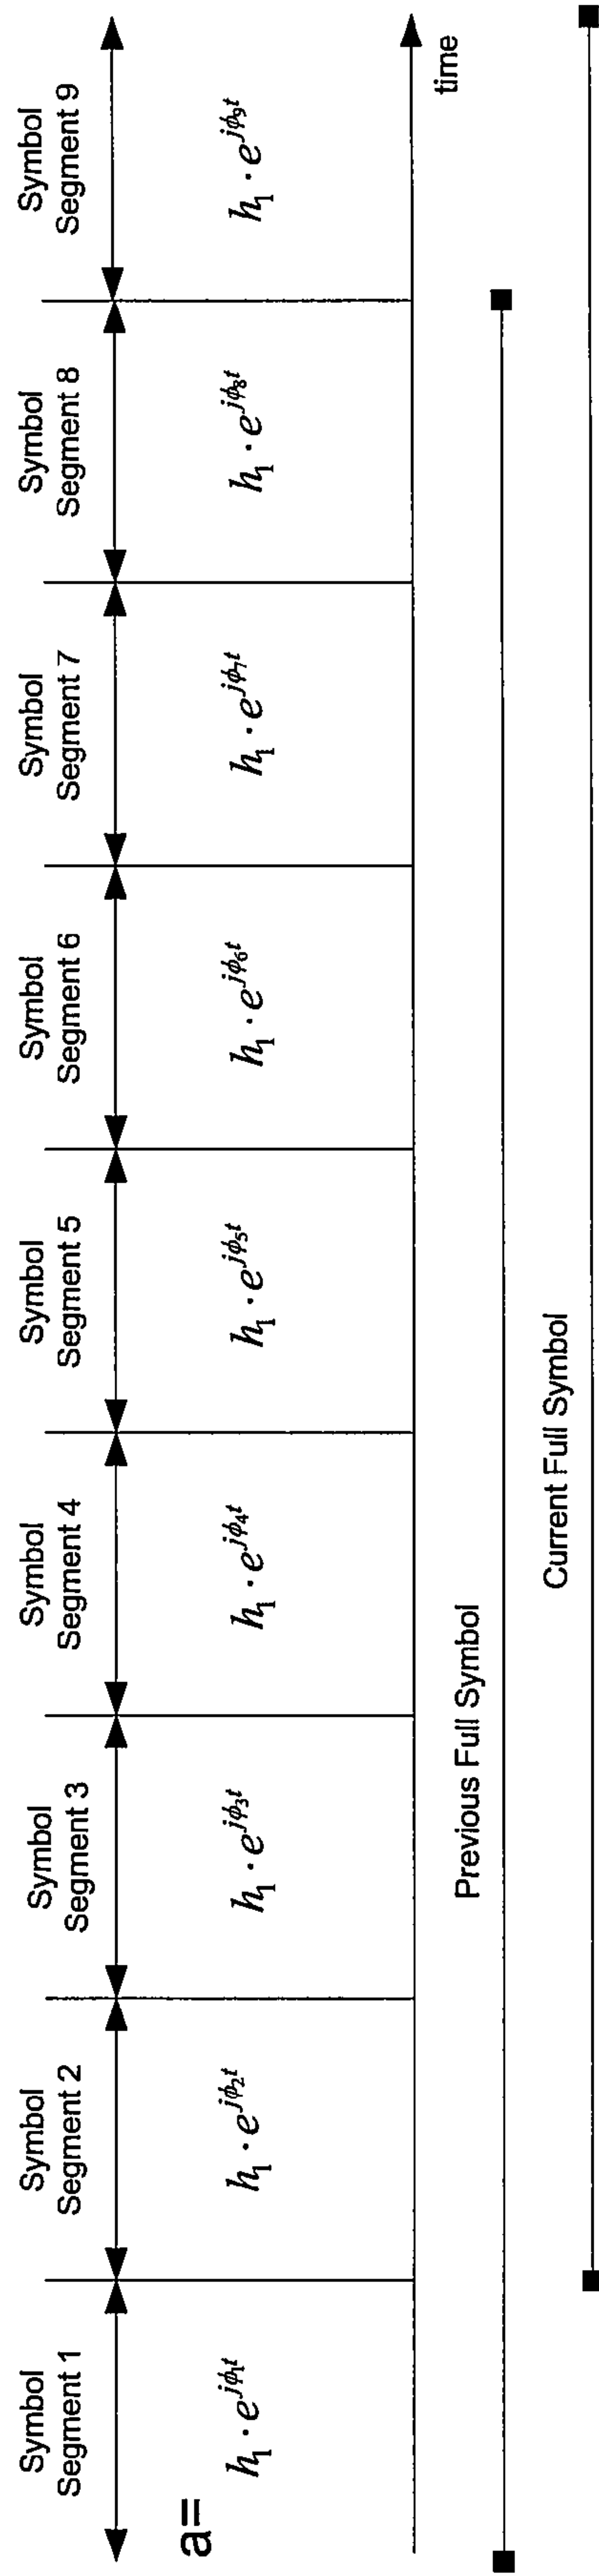 Symbol
Segment 1
Symbol
Segment 2
Symbol
Segment 3
Symbol
Segment 4
Symbol
Segment 5
Symbol
Segment 6
Symbol
Segment 7
Symbol
Segment 8
Symbol
Segment 9
a=
h₁ · e^{jϕ₁t}
h₁ · e^{jϕ₂t}
h₁ · e^{jϕ₃t}
h₁ · e^{jϕ₄t}
h₁ · e^{jϕ₅t}
h₁ · e^{jϕ₆t}
h₁ · e^{jϕ₇t}
h₁ · e^{jϕ₈t}
h₁ · e^{jϕ₉t}
time
Previous Full Symbol
Current Full Symbol